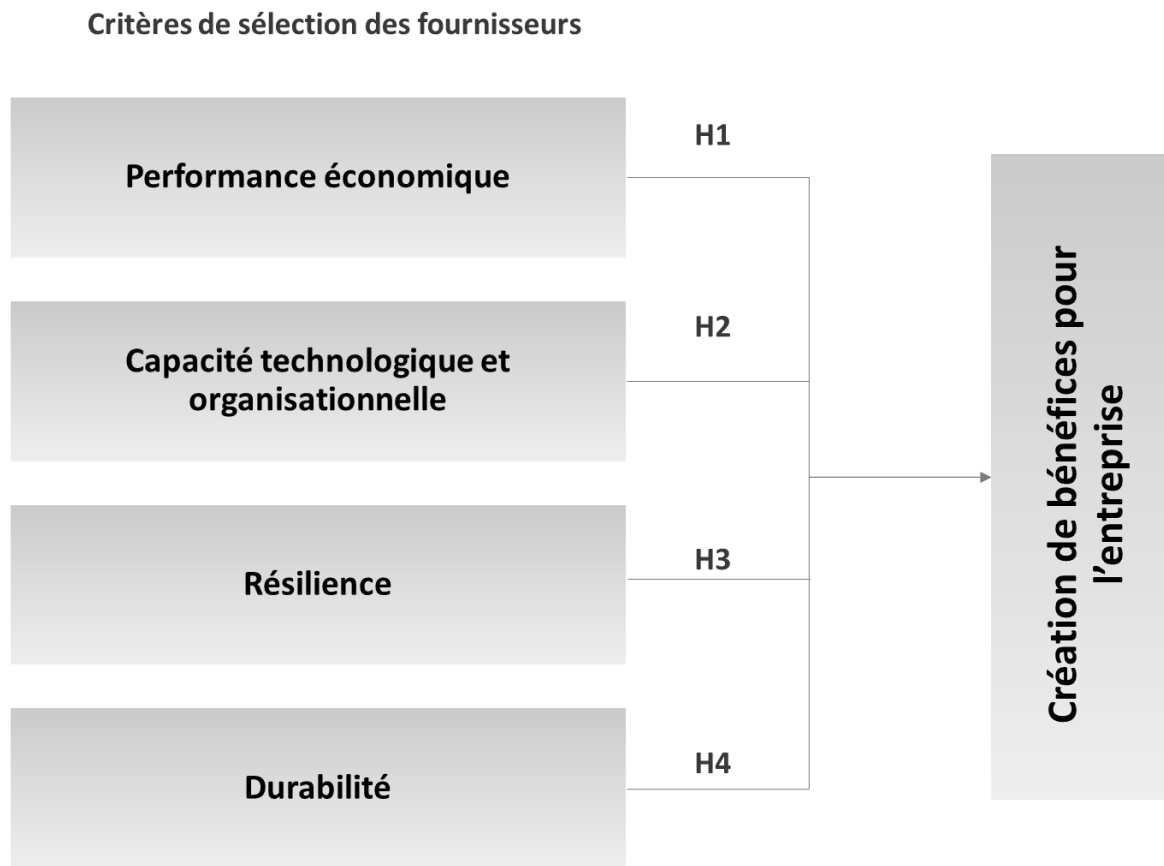 Critères de sélection des fournisseurs
Performance économique
H1
Capacité technologique et
organisationnelle
H2
Résilience
H3
Durabilité
H4
Création de bénéfices pour
l’entreprise